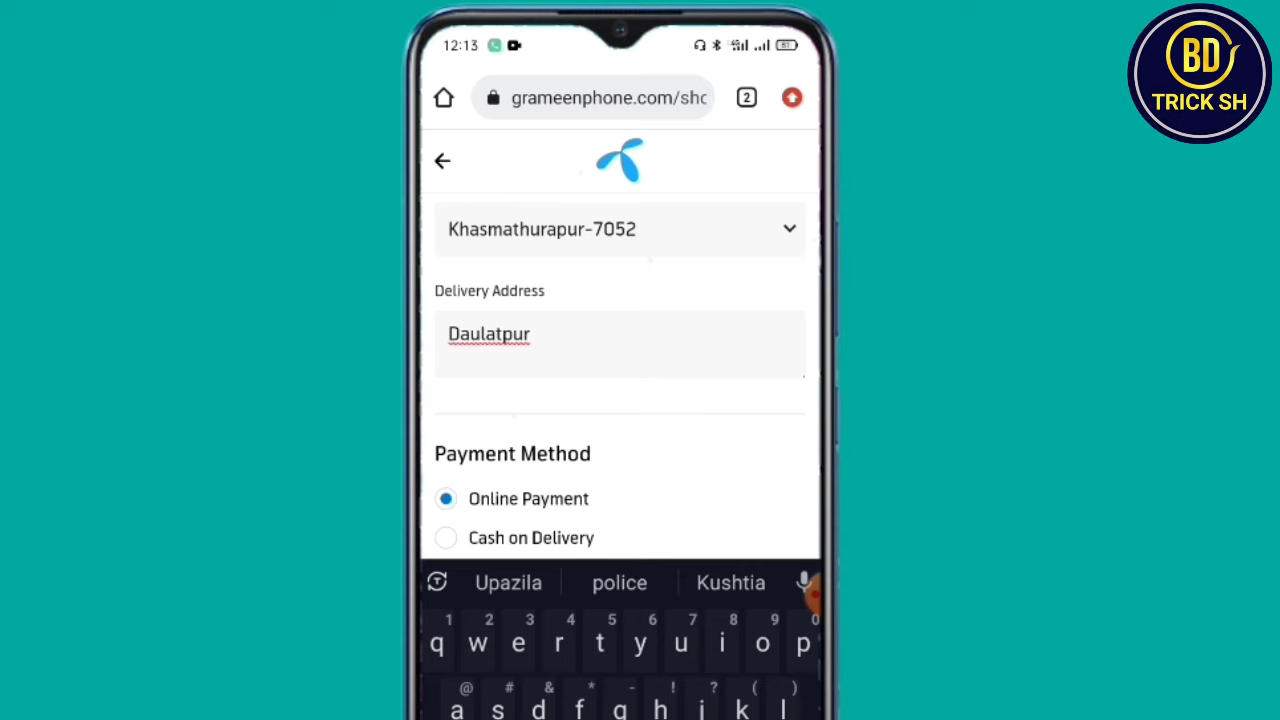 BD
TRICK SH
12:13
81
grameenphone.com/sho
2
Khasmathurapur-7052
Delivery Address
Daulatpur
Payment Method
Online Payment
Cash on Delivery
Upazila police Kushtia
1 2 3 4 5 6 7 8 9 0
q w e r t y u i o p
@ # & * - ! ? ( )
a s d f g h j k l